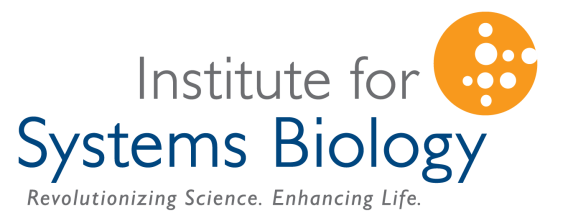 Institute for
Systems Biology
Revolutionizing Science. Enhancing Life.